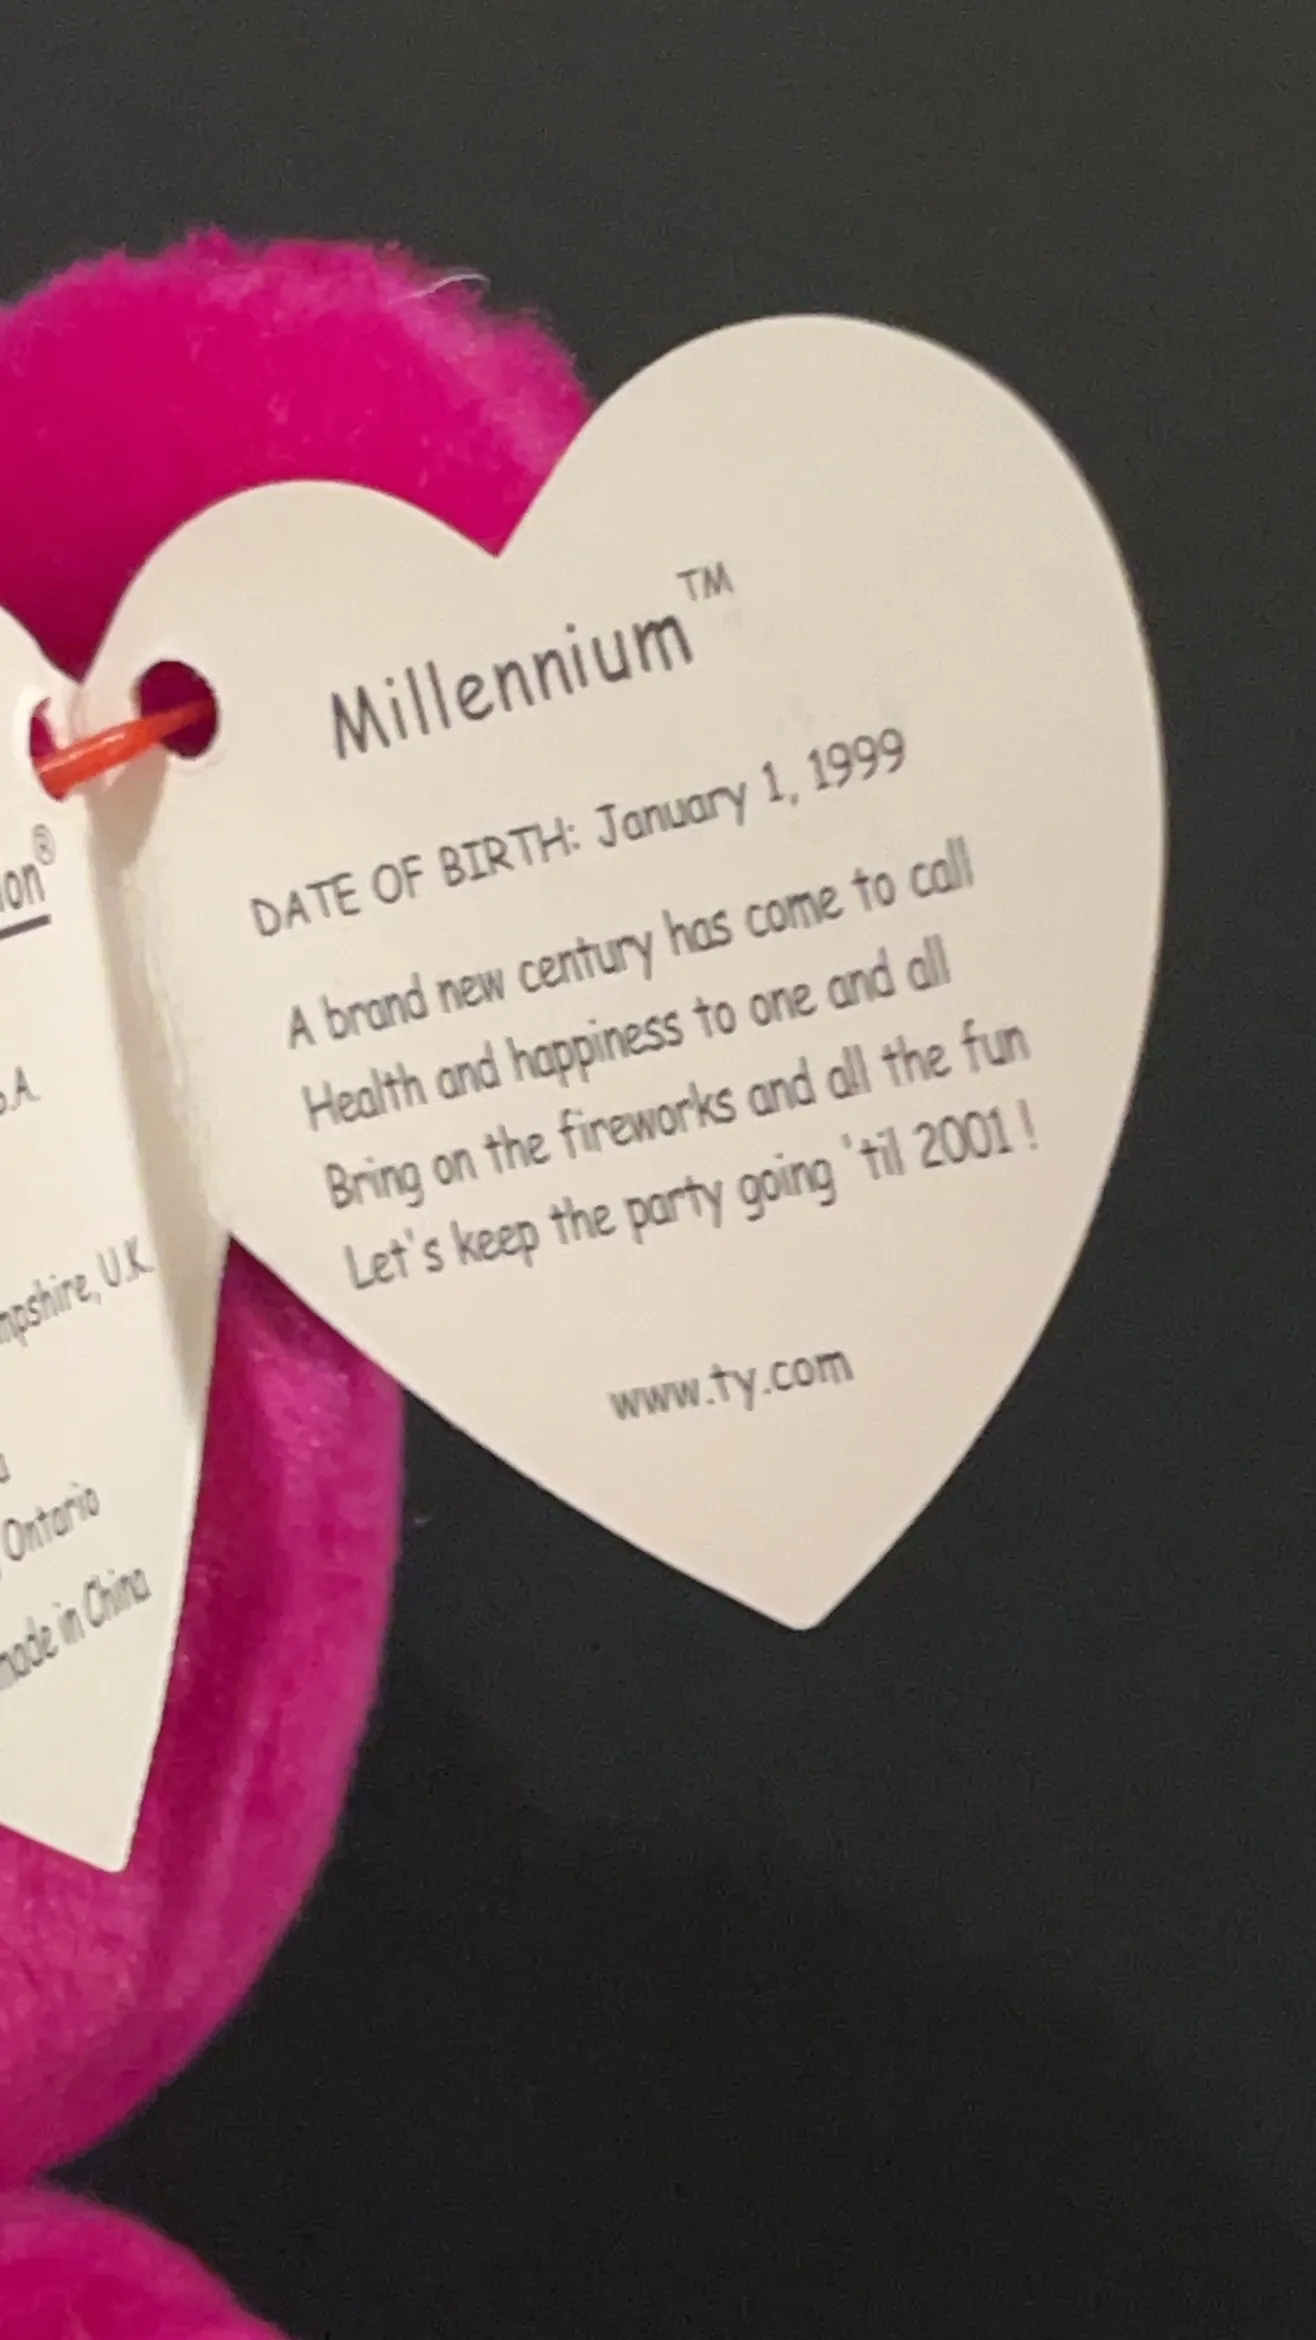 Millennium™
DATE OF BIRTH: January 1, 1999
A brand new century has come to call
Health and happiness to one and all
Bring on the fireworks and all the fun
Let's keep the party going 'til 2001 !
www.ty.com
U.K.
Ontario
made in China